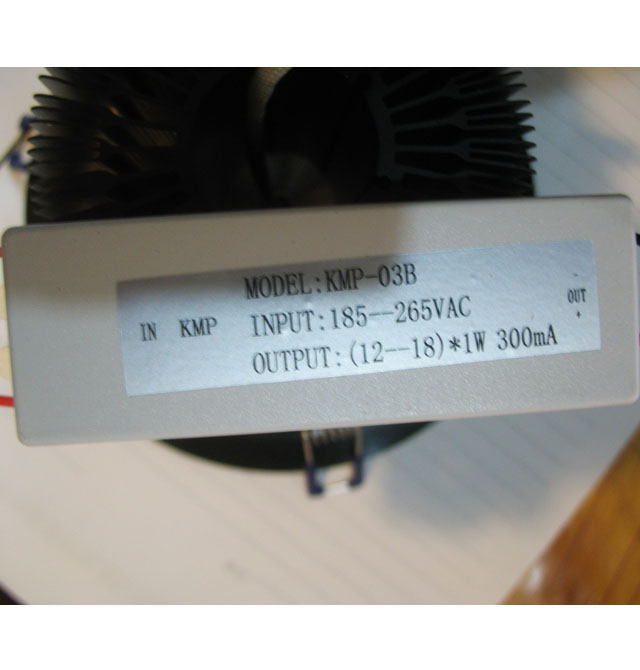 MODEL:KMP-03B
IN KMP INPUT:185--265VAC
OUTPUT:(12--18)*1W 300mA
-
OUT
+